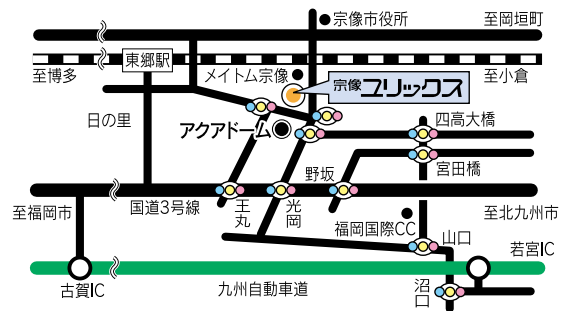 宗像市役所
至岡垣町
東郷駅
至博多
メイトム宗像
宗像ユリックス
至小倉
日の里
アクアドーム
四高大橋
宮田橋
野坂
至福岡市
国道3号線
王丸
光岡
福岡国際CC
至北九州市
山口
若宮IC
古賀IC
九州自動車道
沼口